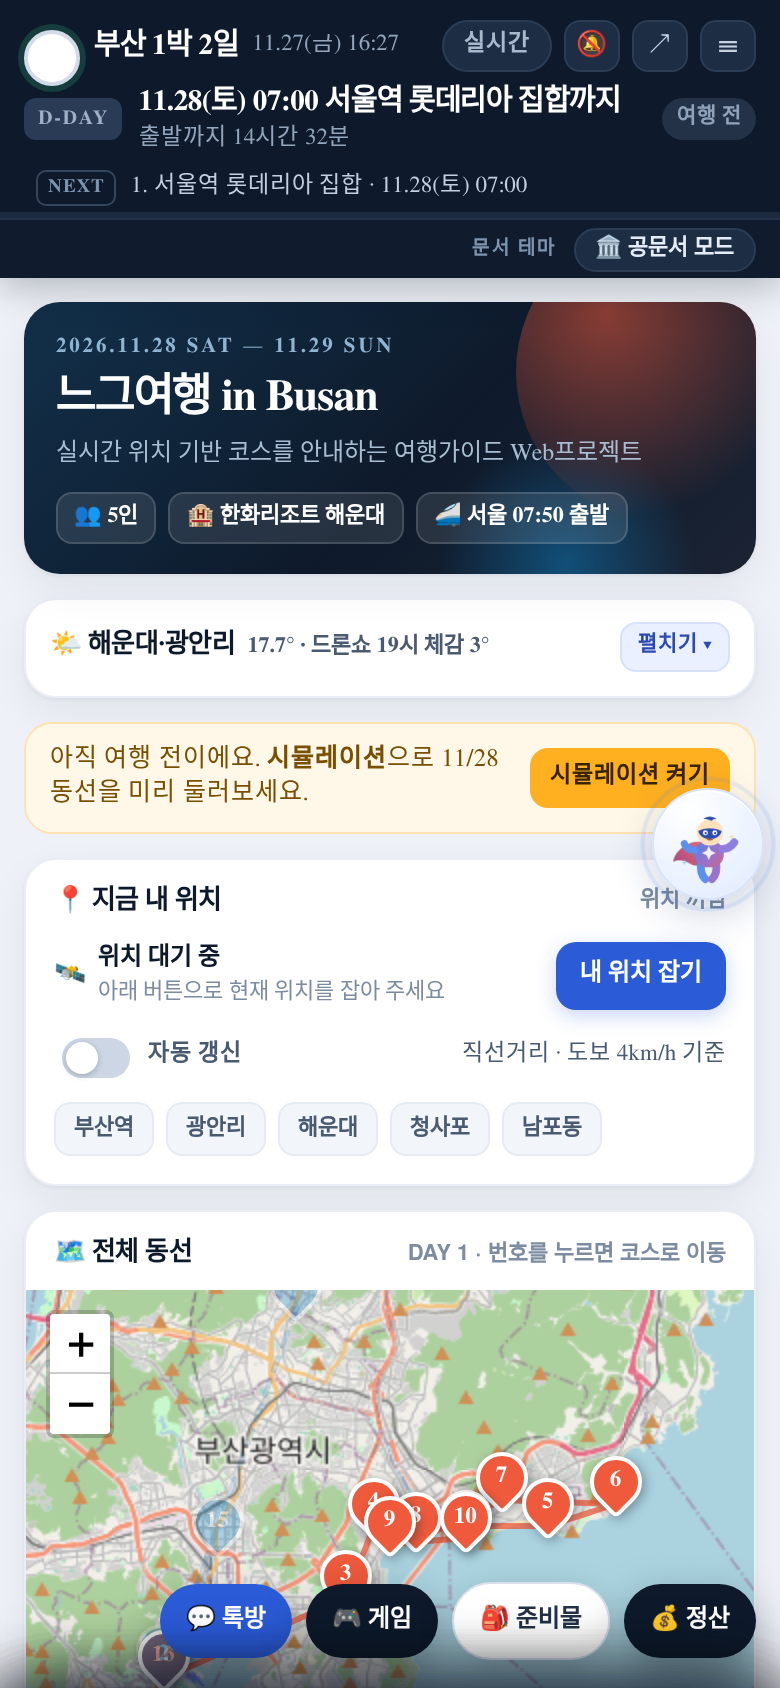 부산 1박 2일 11.27(금) 16:27 실시간
D-DAY 11.28(토) 07:00 서울역 롯데리아 집합까지 여행 전
출발까지 14시간 32분
NEXT 1. 서울역 롯데리아 집합 · 11.28(토) 07:00
문서 테마 공문서 모드
2026.11.28 SAT — 11.29 SUN
느그여행 in Busan
실시간 위치 기반 코스를 안내하는 여행가이드 Web프로젝트
5인 한화리조트 해운대 서울 07:50 출발
해운대·광안리 17.7° · 드론쇼 19시 체감 3° 펼치기 ▾
아직 여행 전이에요. 시뮬레이션으로 11/28
동선을 미리 둘러보세요.
시뮬레이션 켜기
지금 내 위치 위치
위치 대기 중
아래 버튼으로 현재 위치를 잡아 주세요
내 위치 잡기
자동 갱신 직선거리 · 도보 4km/h 기준
부산역 광안리 해운대 청사포 남포동
전체 동선 DAY 1 · 번호를 누르면 코스로 이동
+
−
부산광역시
7
6
4
9
8
10
5
15
3
톡방 게임 준비물 정산